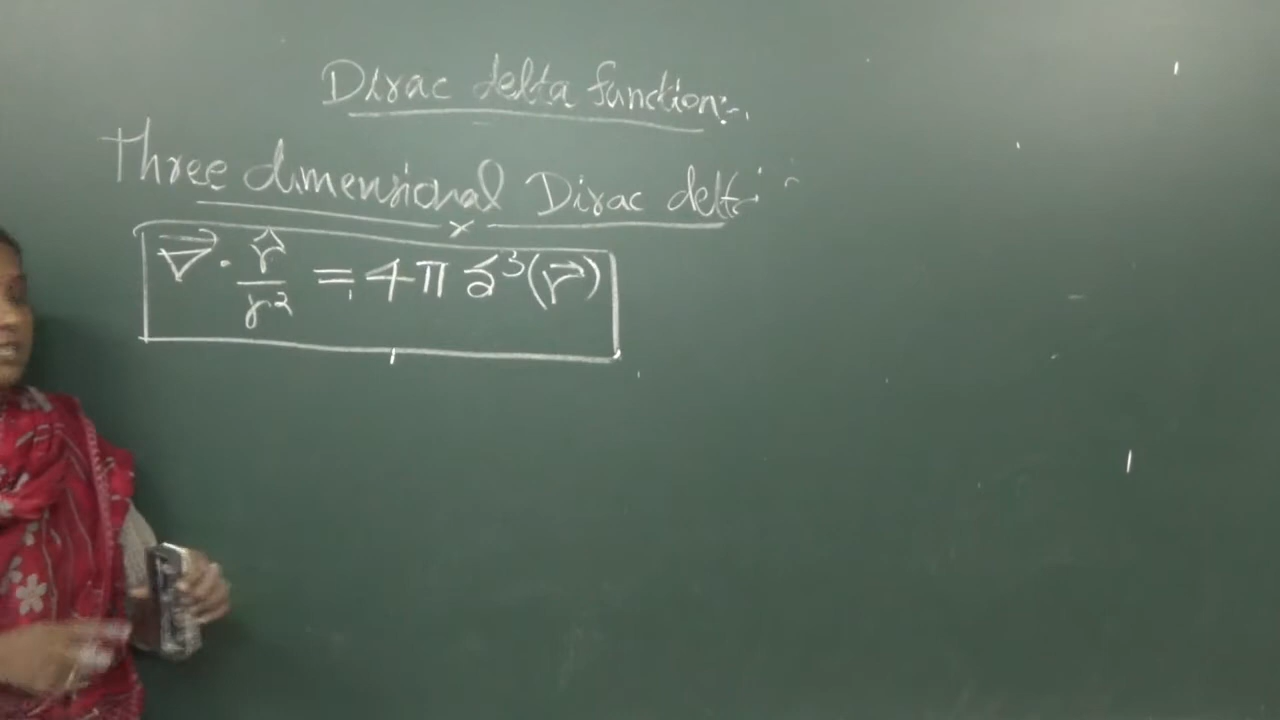 Dirac delta function:-
Three dimensional Dirac delta
∇⃗ · r̂/r² = 4π δ³(r⃗)